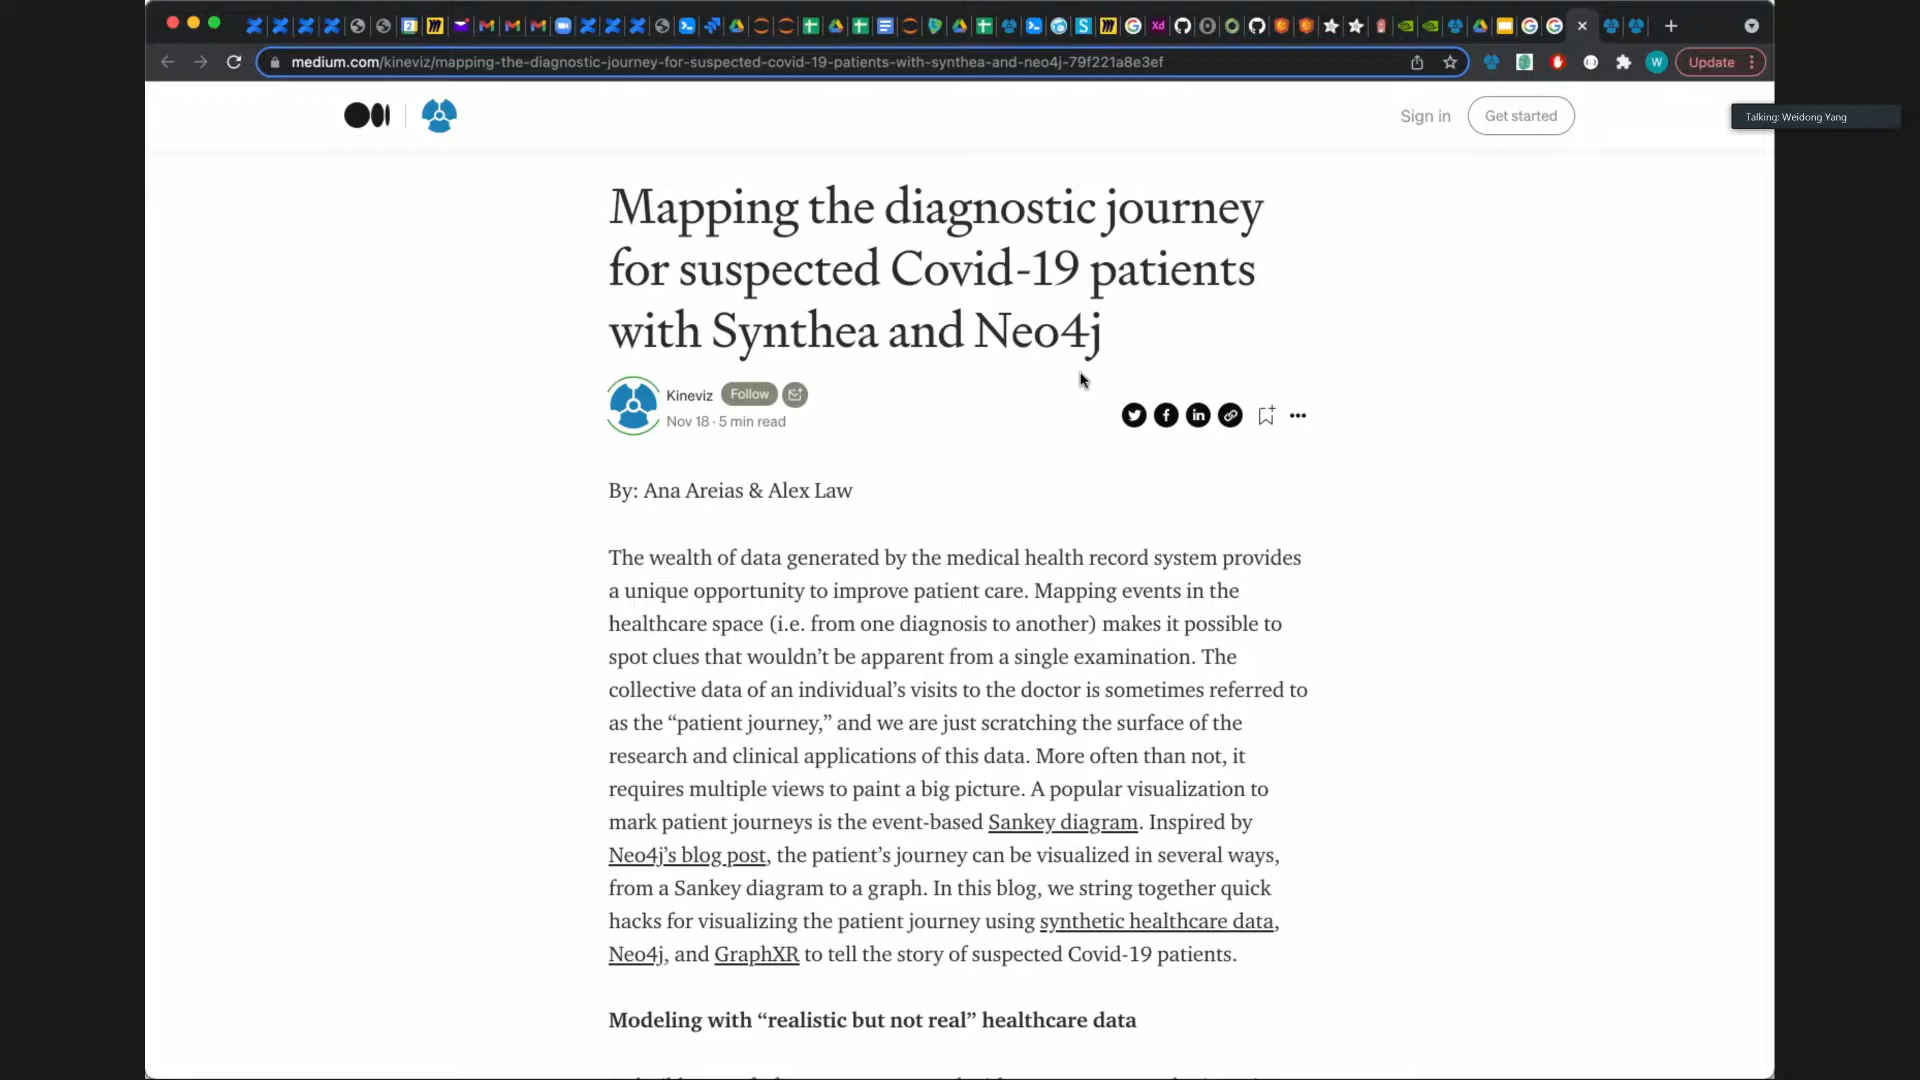 medium.com/kineviz/mapping-the-diagnostic-journey-for-suspected-covid-19-patients-with-synthea-and-neo4j-79f221a8e3ef
W
Update
Sign in
Get started
Talking: Weidong Yang
Mapping the diagnostic journey
for suspected Covid-19 patients
with Synthea and Neo4j
Kineviz
Follow
Nov 18 · 5 min read
By: Ana Areias & Alex Law
The wealth of data generated by the medical health record system provides
a unique opportunity to improve patient care. Mapping events in the
healthcare space (i.e. from one diagnosis to another) makes it possible to
spot clues that wouldn’t be apparent from a single examination. The
collective data of an individual’s visits to the doctor is sometimes referred to
as the “patient journey,” and we are just scratching the surface of the
research and clinical applications of this data. More often than not, it
requires multiple views to paint a big picture. A popular visualization to
mark patient journeys is the event-based Sankey diagram. Inspired by
Neo4j’s blog post, the patient’s journey can be visualized in several ways,
from a Sankey diagram to a graph. In this blog, we string together quick
hacks for visualizing the patient journey using synthetic healthcare data,
Neo4j, and GraphXR to tell the story of suspected Covid-19 patients.
Modeling with “realistic but not real” healthcare data